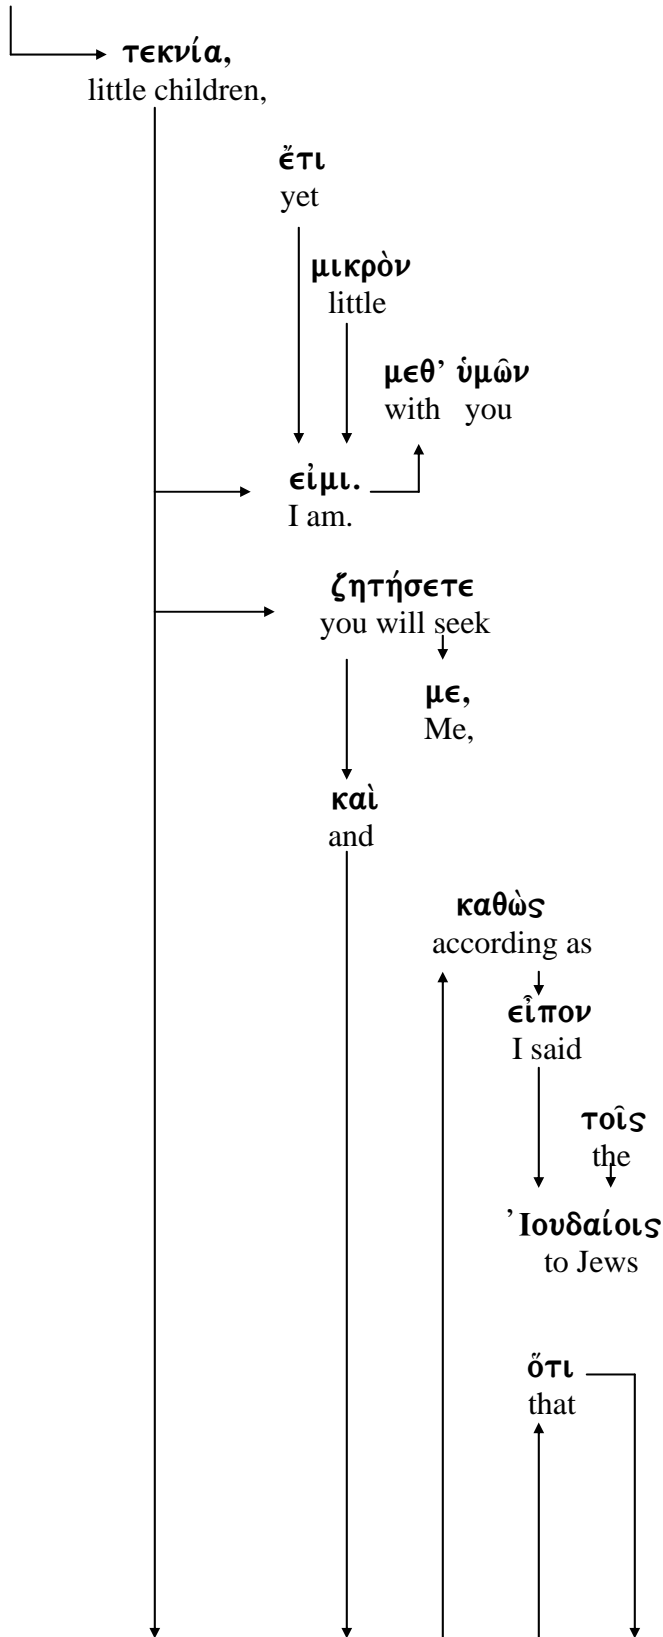 τεκνία,
little children,
ἔτι
yet
μικρὸν
little
μεθ’ ὑμῶν
with you
εἰμι.
I am.
ζητήσετε
you will seek
με,
Me,
καὶ
and
καθὼς
according as
εἶπον
I said
τοῖς
the
Ἰουδαίοις
to Jews
ὅτι
that